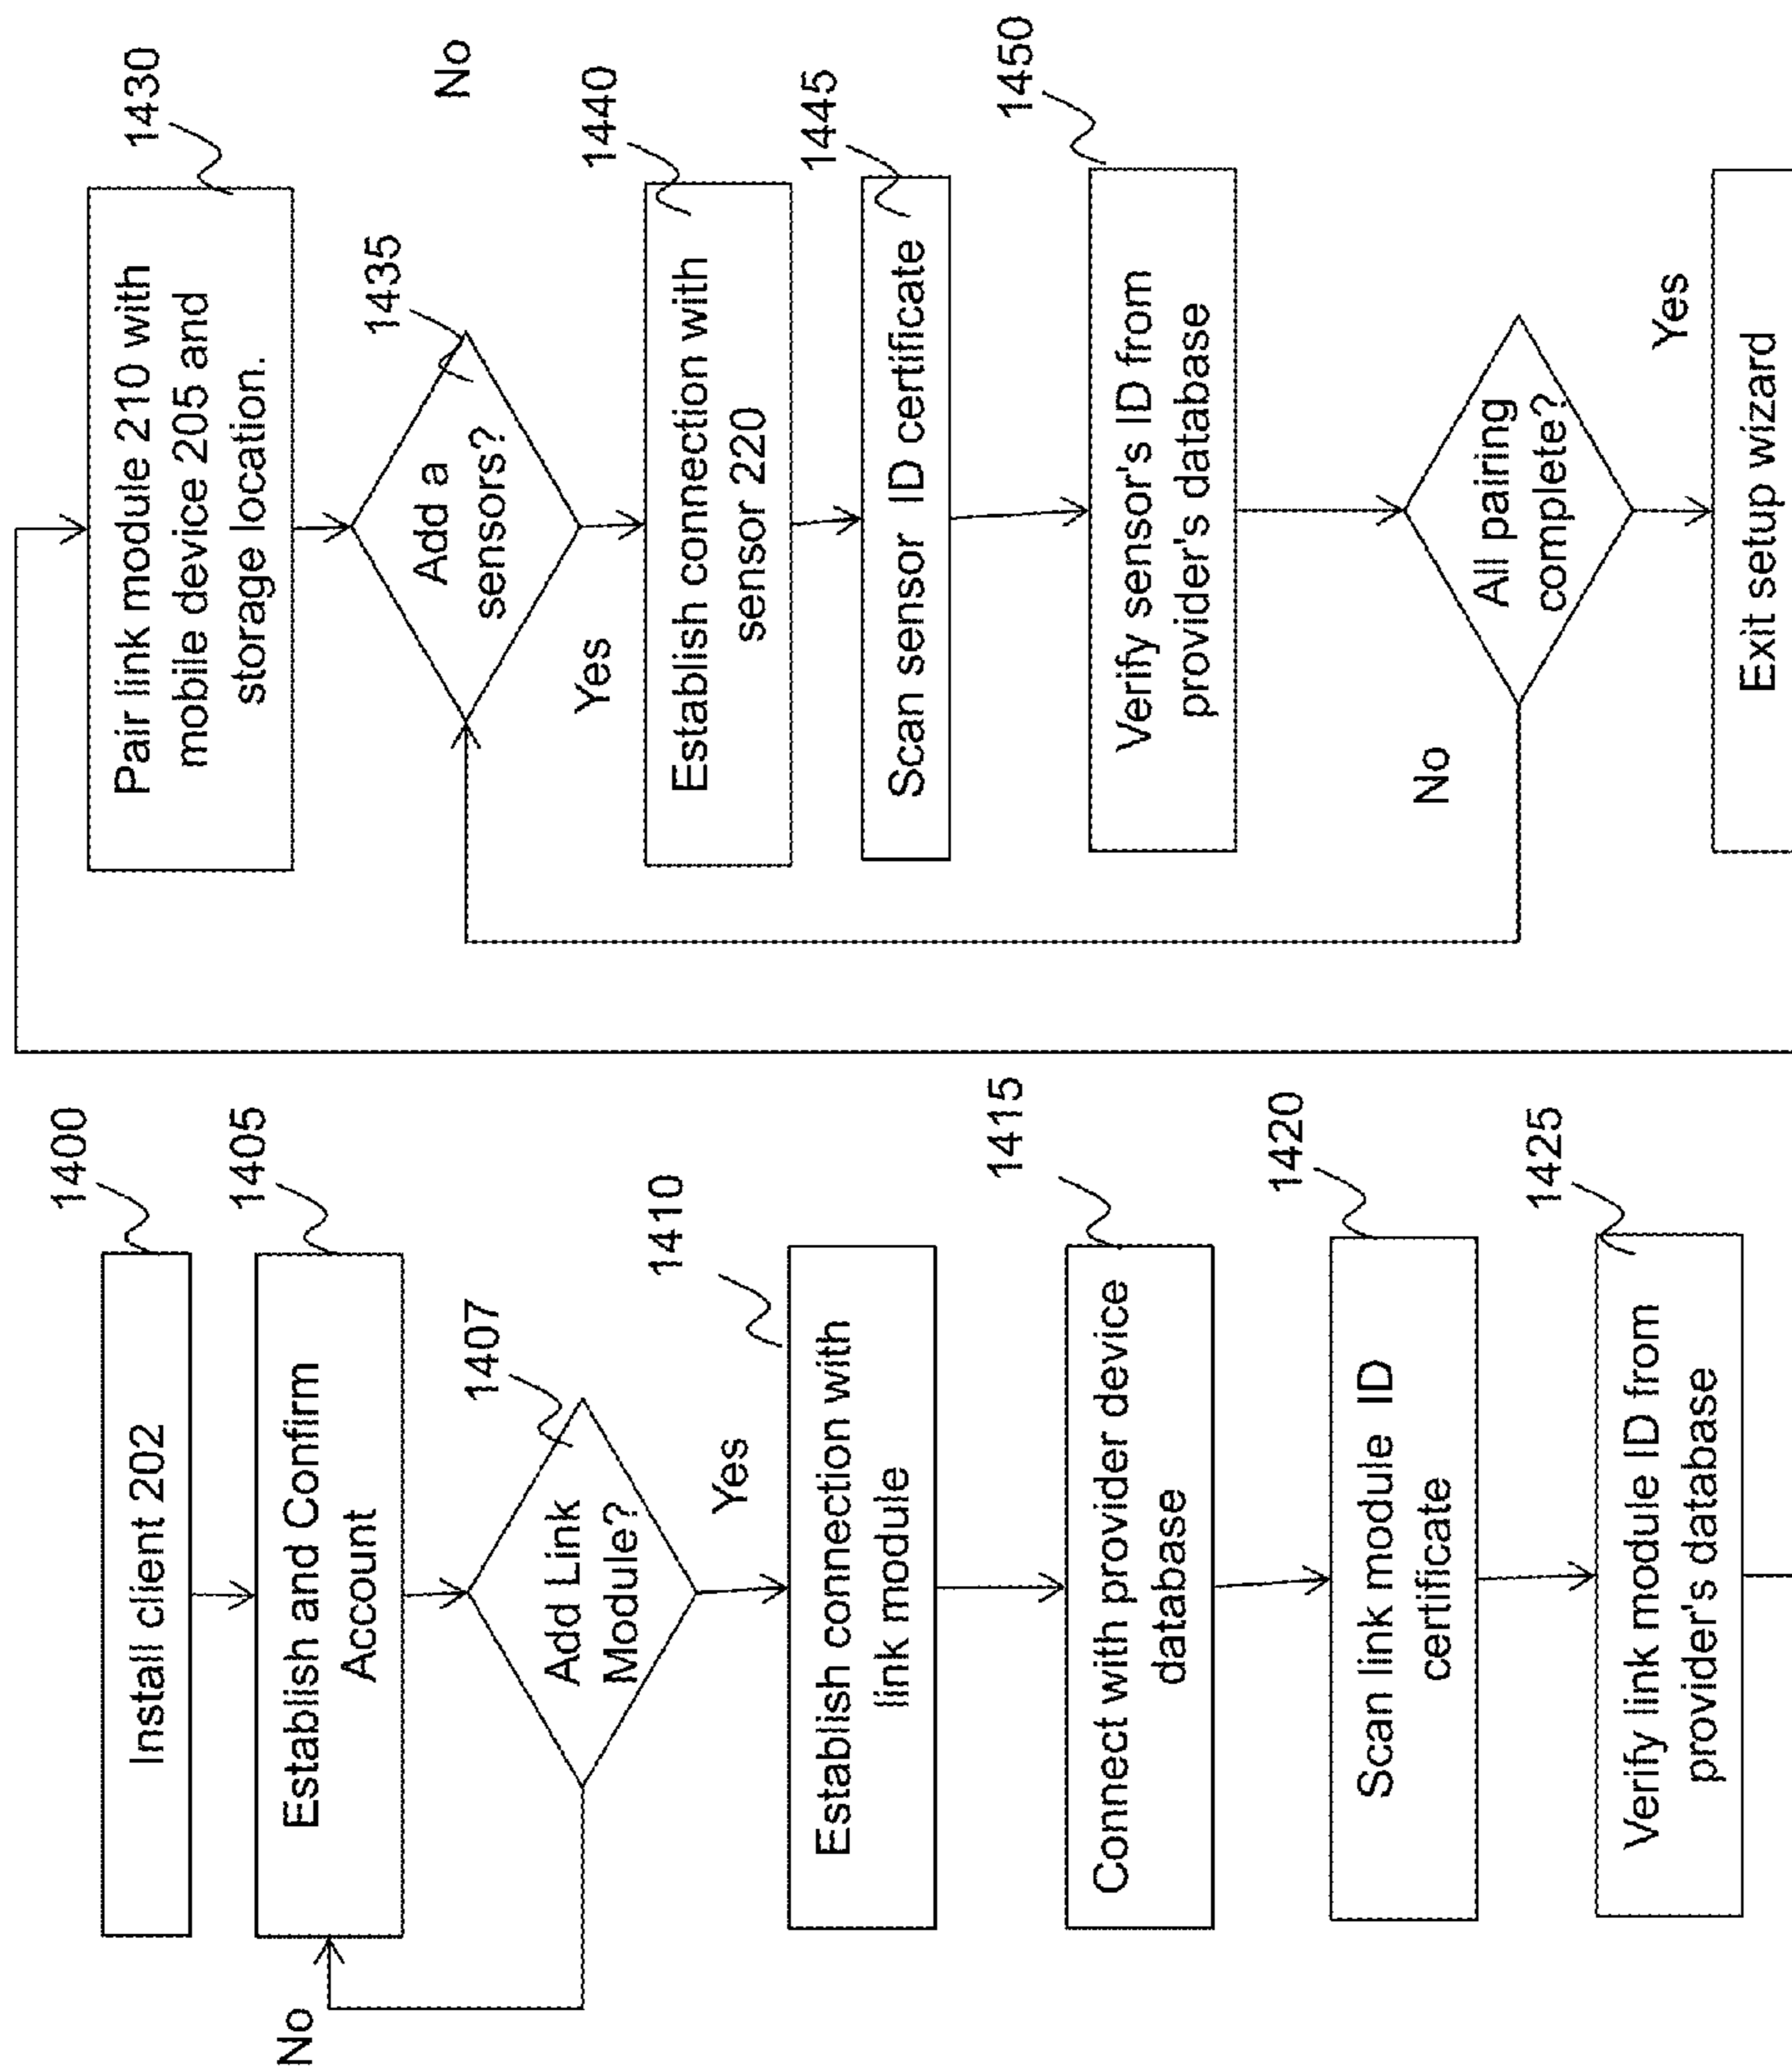 1400
Install client 202
1405
Establish and Confirm
Account
No
1407
Add Link
Module?
Yes
1410
Establish connection with
link module
1415
Connect with provider device
database
1420
Scan link module ID
certificate
1425
Verify link module ID from
provider's database
1430
Pair link module 210 with
mobile device 205 and
storage location.
1435
Add a
sensors?
No
Yes
1440
Establish connection with
sensor 220
1445
Scan sensor ID certificate
1450
Verify sensor's ID from
provider's database
All pairing
complete?
No
Yes
Exit setup wizard